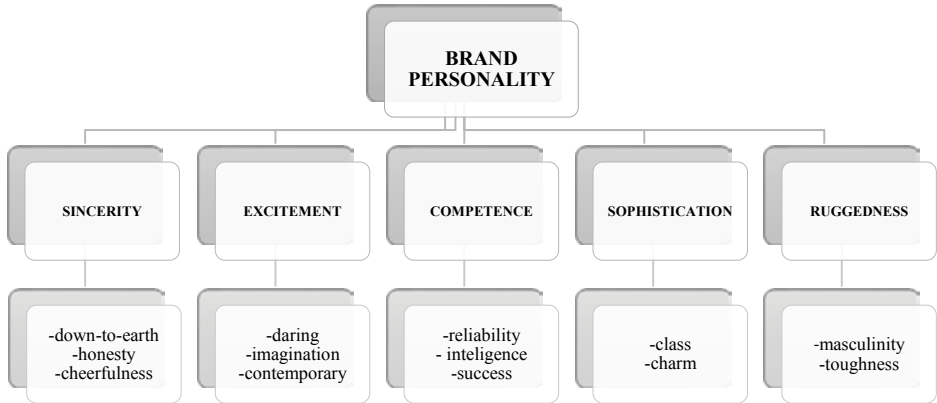 BRAND
PERSONALITY
SINCERITY
EXCITEMENT
COMPETENCE
SOPHISTICATION
RUGGEDNESS
-down-to-earth
-honesty
-cheerfulness
-daring
-imagination
-contemporary
-reliability
- inteligence
-success
-class
-charm
-masculinity
-toughness